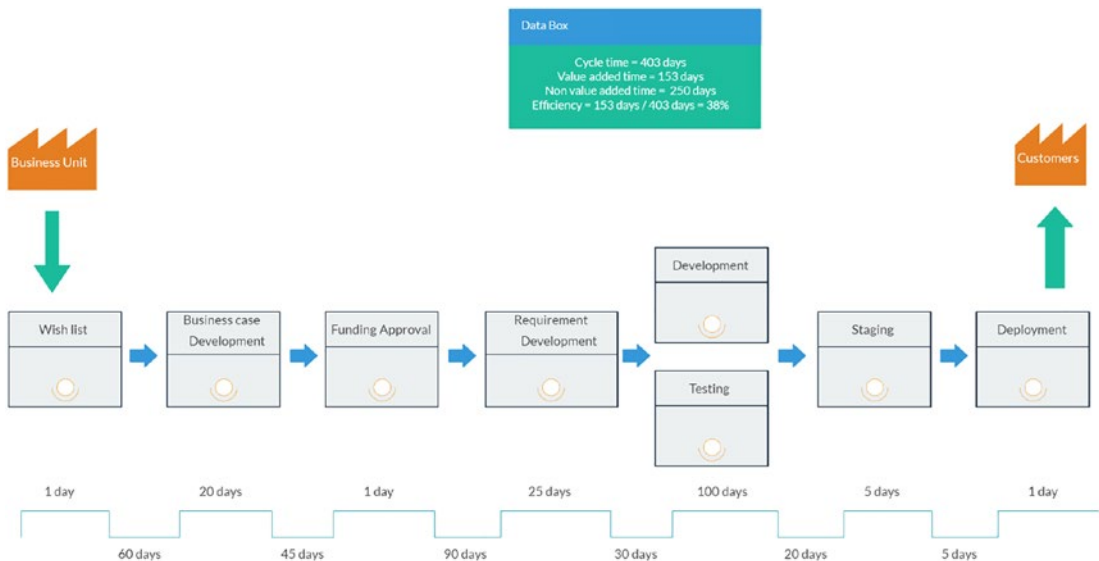 Data Box
Cycle time = 403 days
Value added time = 153 days
Non value added time = 250 days
Efficiency = 153 days / 403 days = 38%
Business Unit
Customers
Wish list
Business case
Development
Funding Approval
Requirement
Development
Development
Testing
Staging
Deployment
1 day
20 days
1 day
25 days
100 days
5 days
1 day
60 days
45 days
90 days
30 days
20 days
5 days